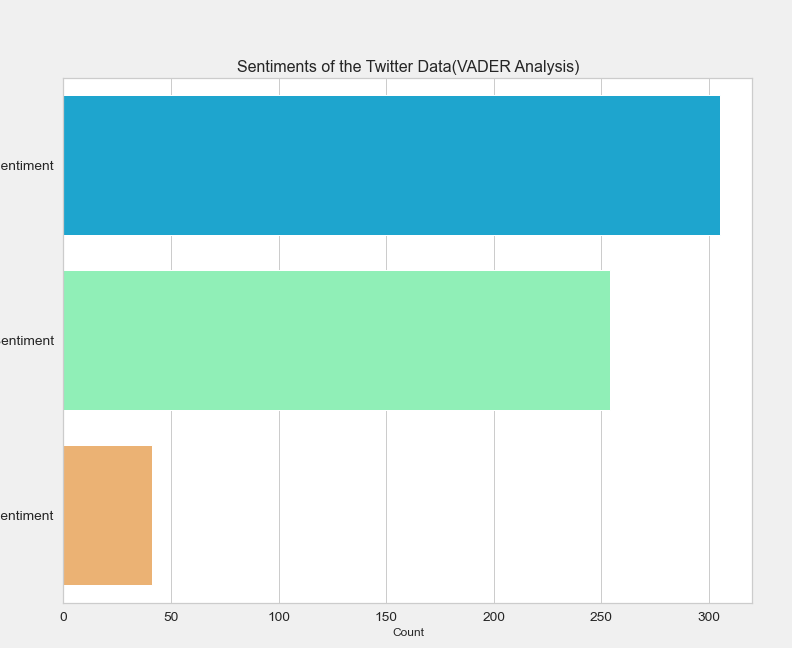 Sentiments of the Twitter Data(VADER Analysis)
entiment
entiment
entiment
0 50 100 150 200 250 300
Count